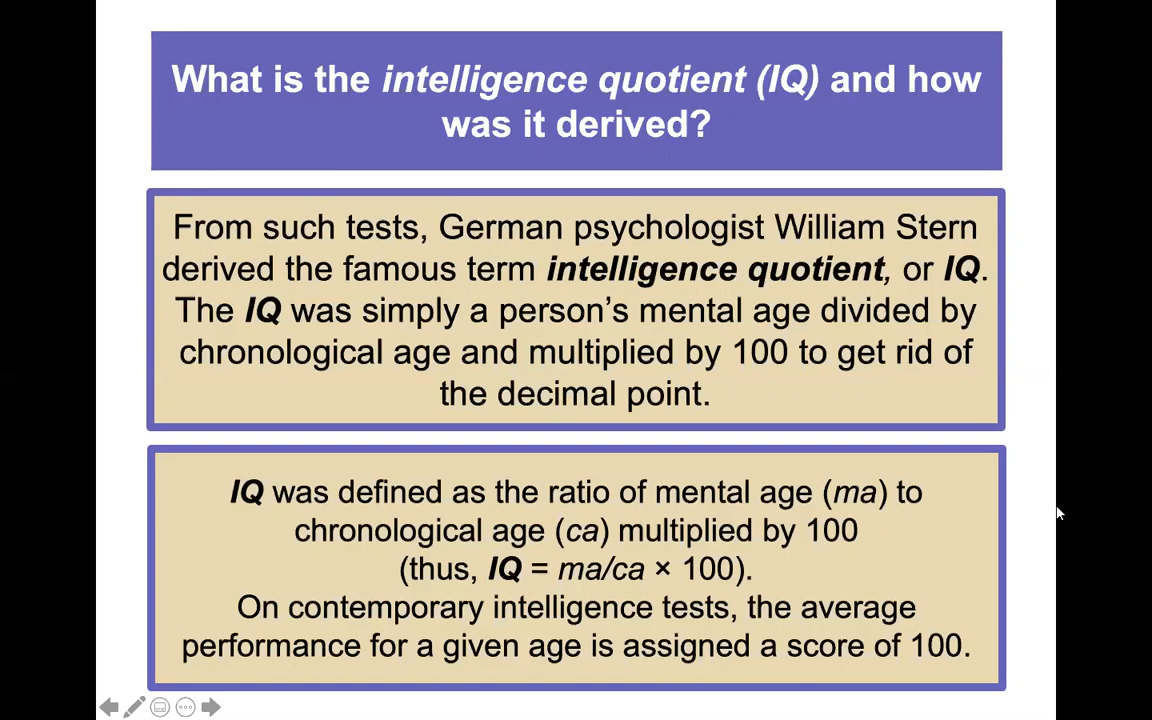 What is the intelligence quotient (IQ) and how
was it derived?
From such tests, German psychologist William Stern
derived the famous term intelligence quotient, or IQ.
The IQ was simply a person’s mental age divided by
chronological age and multiplied by 100 to get rid of
the decimal point.
IQ was defined as the ratio of mental age (ma) to
chronological age (ca) multiplied by 100
(thus, IQ = ma/ca × 100).
On contemporary intelligence tests, the average
performance for a given age is assigned a score of 100.